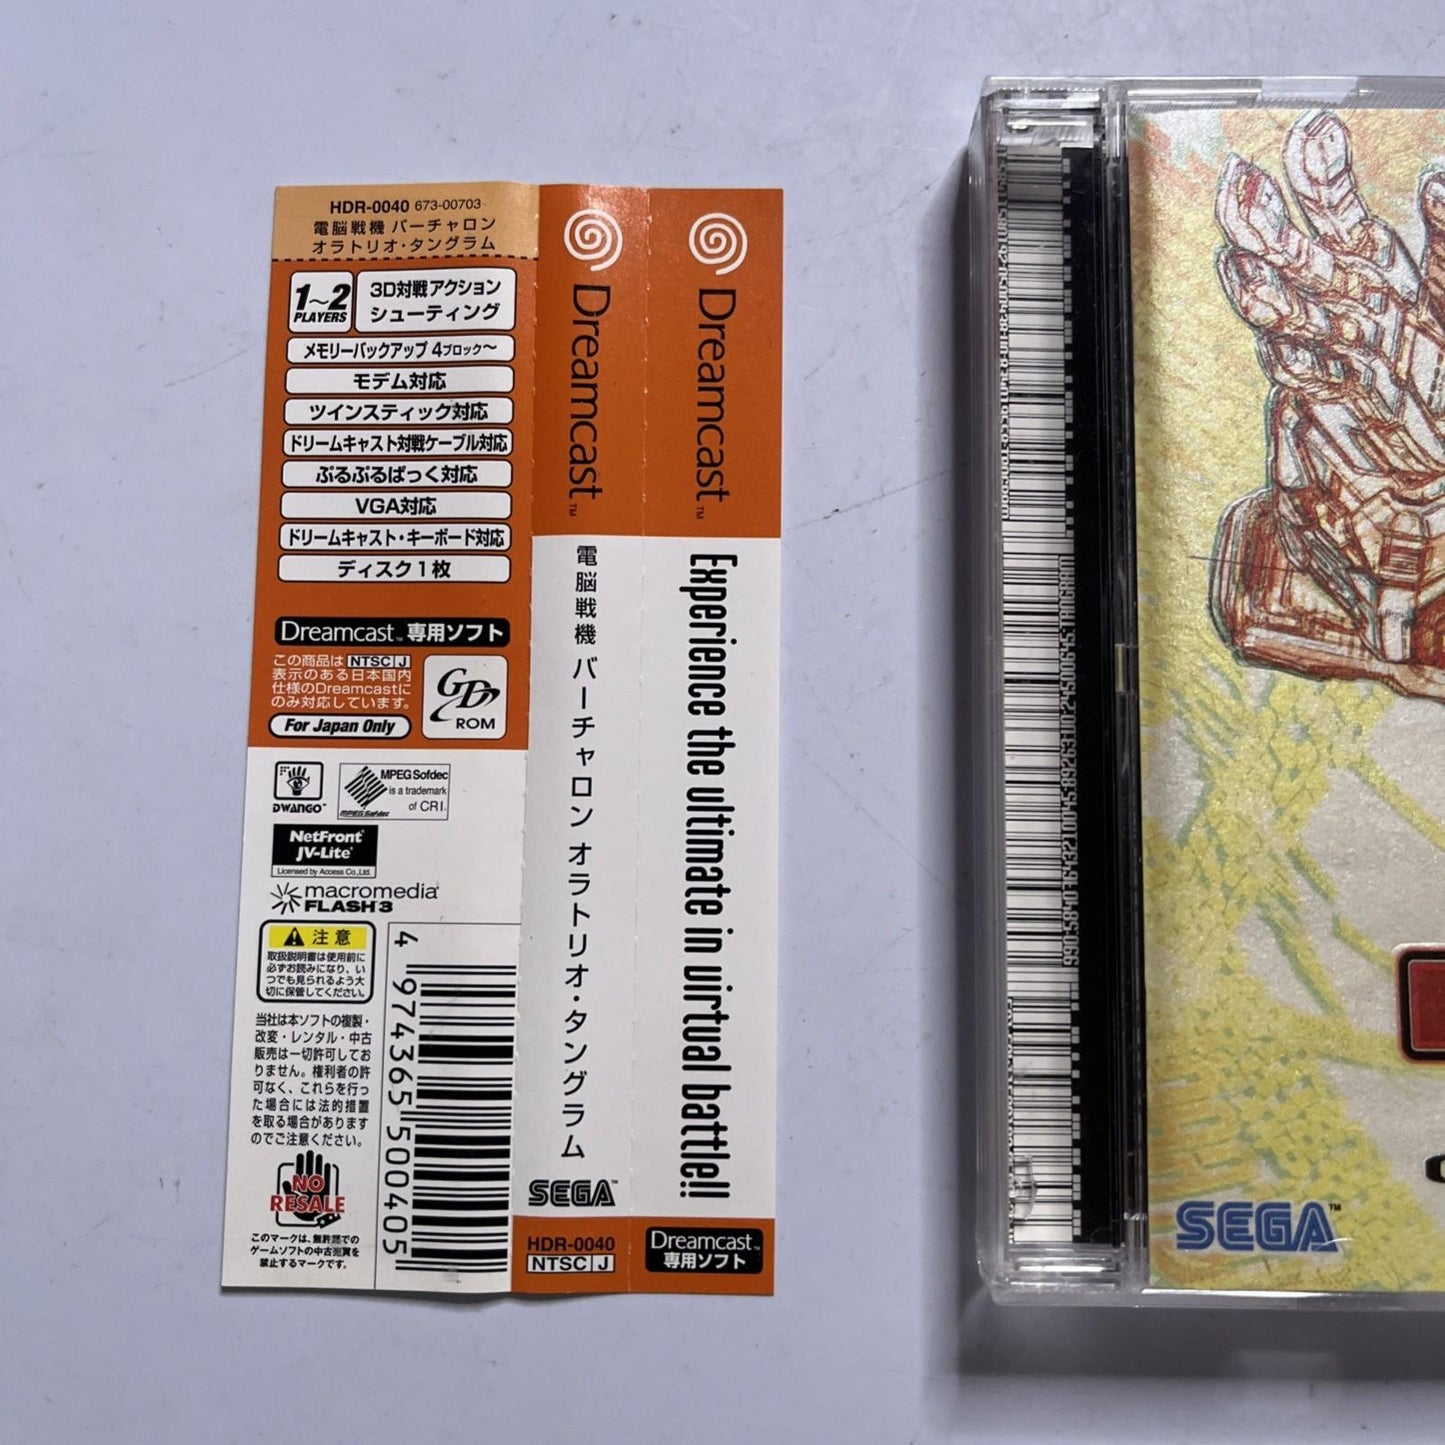 HDR-0040 673-00703
電脳戦機 バーチャロン
オラトリオ・タングラム
1~2
PLAYERS
3D対戦アクション
シューティング
メモリーバックアップ 4ブロック〜
モデム対応
ツインスティック対応
ドリームキャスト対戦ケーブル対応
ぷるぷるぱっく対応
VGA対応
ドリームキャスト・キーボード対応
ディスク1枚
Dreamcast™ 専用ソフト
この商品は NTSC J
表示のある日本国内
仕様のDreamcastに
のみ対応しています。
For Japan Only
GD
ROM
DWANGO
MPEG Sofdec
is a trademark
of CRI.
MPEG Sofdec
NetFront
JV-Lite
Licensed by Access Co.,Ltd.
macromedia
FLASH 3
注意
取扱説明書は使用前に
必ずお読みになり、い
つでも見られるよう大
切に保管してください。
当社は本ソフトの複製・
改変・レンタル・中古
販売は一切許可してお
りません。権利者の許
可なく、これらを行っ
た場合には法的措置
を取る場合があります
のでご注意ください。
NO
RESALE
このマークは、無許諾での
ゲームソフトの中古売買を
禁止するマークです。
4 974365 500405
Dreamcast™
電脳戦機 バーチャロン オラトリオ・タングラム
SEGA™
HDR-0040
NTSC J
Dreamcast™
Experience the ultimate in virtual battle!!
Dreamcast™
専用ソフト
SEGA™